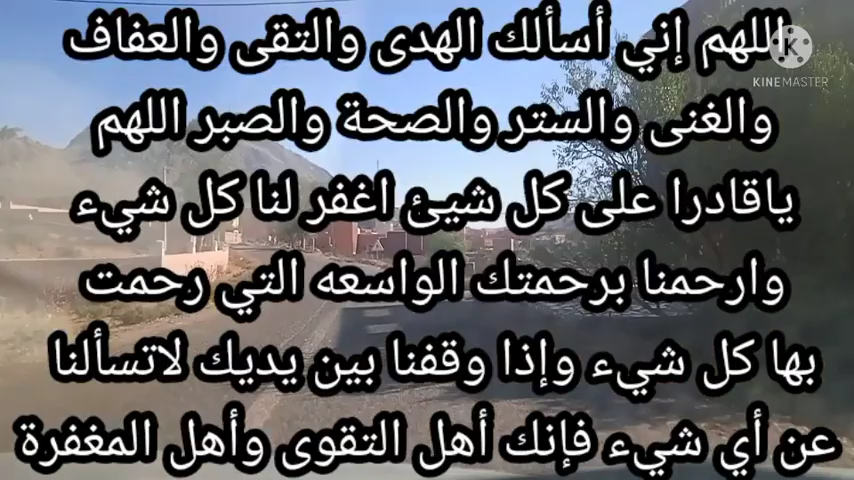 اللهم إني أسألك الهدى والتقى والعفاف
KINEMASTER
والغنى والستر والصحة والصبر اللهم
ياقادرا على كل شيئ اغفر لنا كل شيء
وارحمنا برحمتك الواسعه التي رحمت
بها كل شيء وإذا وقفنا بين يديك لاتسألنا
عن أي شيء فإنك أهل التقوى وأهل المغفرة